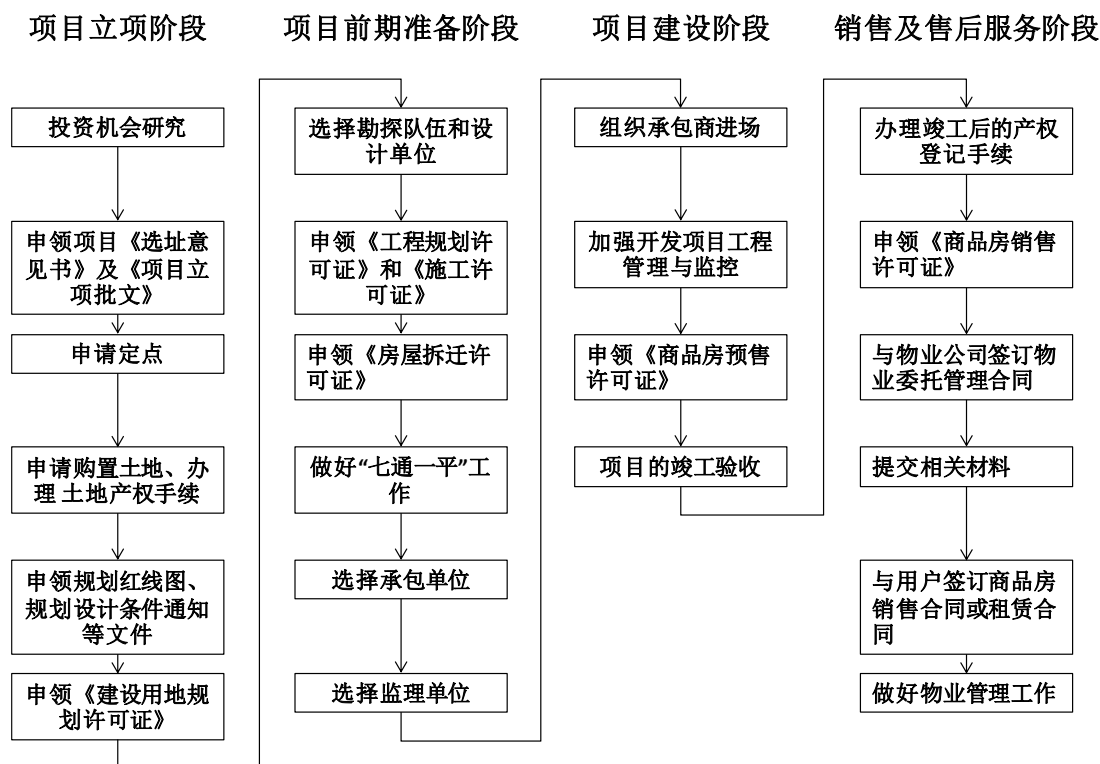 项目立项阶段
项目前期准备阶段
项目建设阶段
销售及售后服务阶段
投资机会研究
申领项目《选址意
见书》及《项目立
项批文》
申请定点
申请购置土地、办
理 土地产权手续
申领规划红线图、
规划设计条件通知
等文件
申领《建设用地规
划许可证》
选择勘探队伍和设
计单位
申领《工程规划许
可证》和《施工许
可证》
申领《房屋拆迁许
可证》
做好“七通一平”工
作
选择承包单位
选择监理单位
组织承包商进场
加强开发项目工程
管理与监控
申领《商品房预售
许可证》
项目的竣工验收
办理竣工后的产权
登记手续
申领《商品房销售
许可证》
与物业公司签订物
业委托管理合同
提交相关材料
与用户签订商品房
销售合同或租赁合
同
做好物业管理工作